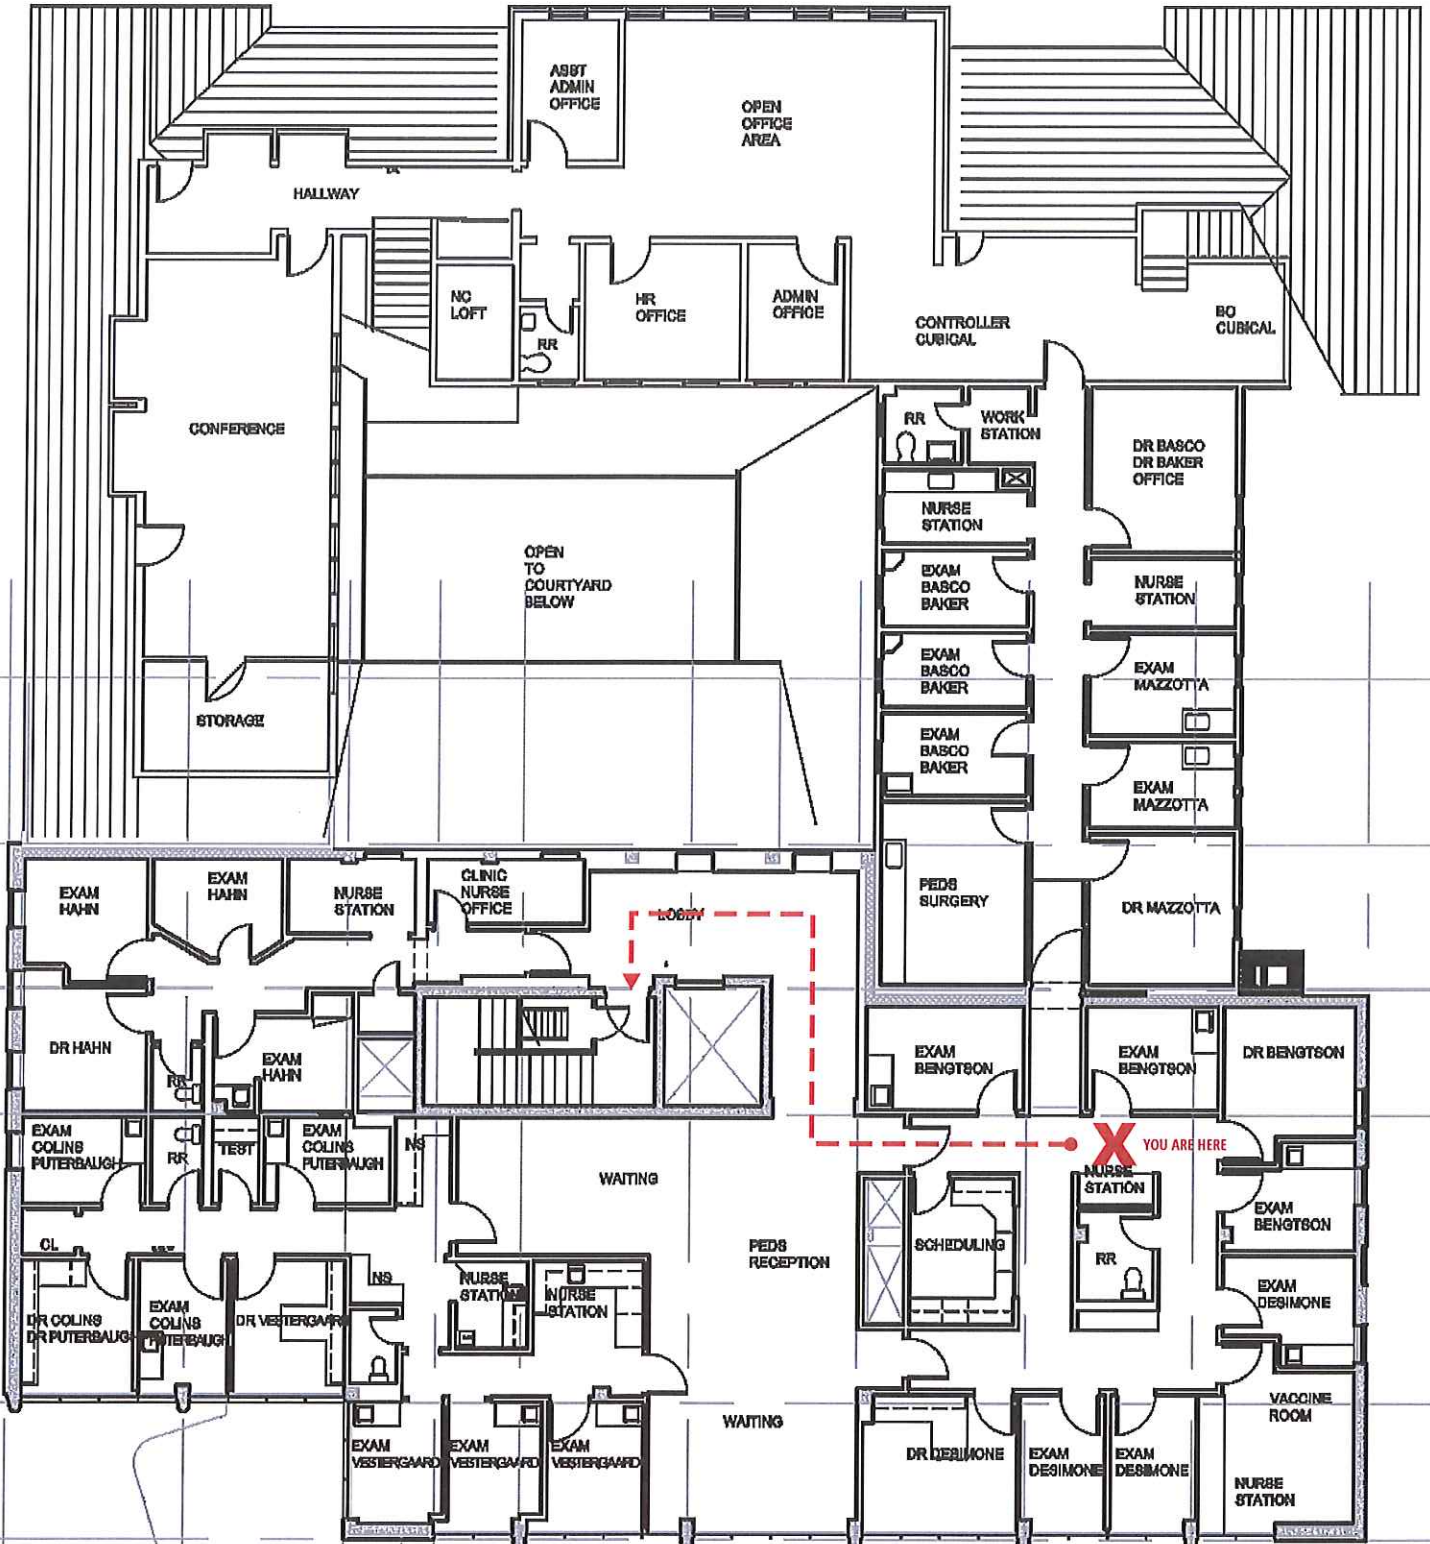 ASST
ADMIN
OFFICE
OPEN
OFFICE
AREA
HALLWAY
NC
LOFT
RR
HR
OFFICE
ADMIN
OFFICE
CONTROLLER
CUBICAL
BO
CUBICAL
CONFERENCE
RR
WORK
STATION
DR BASCO
DR BAKER
OFFICE
NURSE
STATION
OPEN
TO
COURTYARD
BELOW
EXAM
BASCO
BAKER
NURSE
STATION
EXAM
BASCO
BAKER
EXAM
MAZZOTTA
STORAGE
EXAM
BASCO
BAKER
EXAM
MAZZOTTA
EXAM
HAHN
EXAM
HAHN
NURSE
STATION
CLINIC
NURSE
OFFICE
LOBBY
PEDS
SURGERY
DR MAZZOTTA
DR HAHN
RR
EXAM
HAHN
EXAM
BENGTSON
EXAM
BENGTSON
DR BENGTSON
EXAM
COLINS
PUTERBAUGH
RR
TEST
EXAM
COLINS
PUTERBAUGH
NS
WAITING
X YOU ARE HERE
NURSE
STATION
EXAM
BENGTSON
CL
PEDS
RECEPTION
SCHEDULING
RR
NS
NURSE
STATION
NURSE
STATION
EXAM
DESIMONE
DR COLINS
DR PUTERBAUGH
EXAM
COLINS
PUTERBAUGH
DR VESTERGAARD
WAITING
VACCINE
ROOM
EXAM
VESTERGAARD
EXAM
VESTERGAARD
EXAM
VESTERGAARD
DR DESIMONE
EXAM
DESIMONE
EXAM
DESIMONE
NURSE
STATION